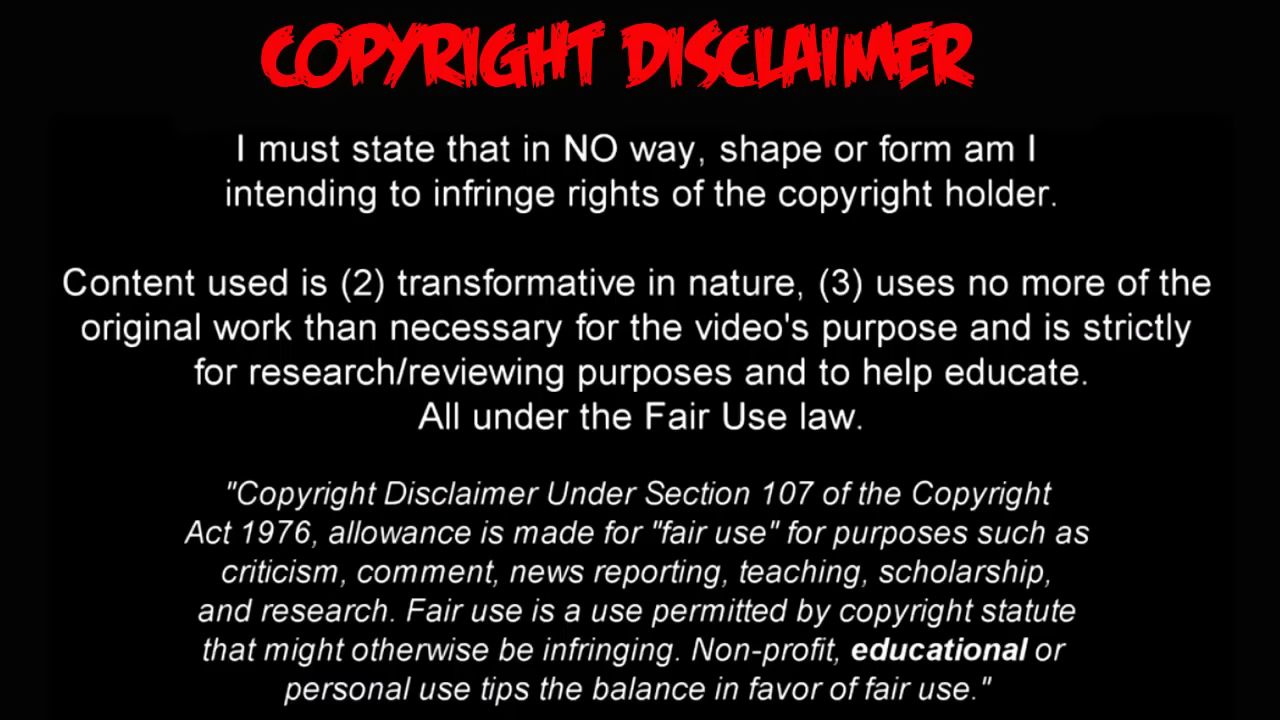 COPYRIGHT DISCLAIMER
I must state that in NO way, shape or form am I
intending to infringe rights of the copyright holder.
Content used is (2) transformative in nature, (3) uses no more of the
original work than necessary for the video's purpose and is strictly
for research/reviewing purposes and to help educate.
All under the Fair Use law.
"Copyright Disclaimer Under Section 107 of the Copyright
Act 1976, allowance is made for "fair use" for purposes such as
criticism, comment, news reporting, teaching, scholarship,
and research. Fair use is a use permitted by copyright statute
that might otherwise be infringing. Non-profit, educational or
personal use tips the balance in favor of fair use."